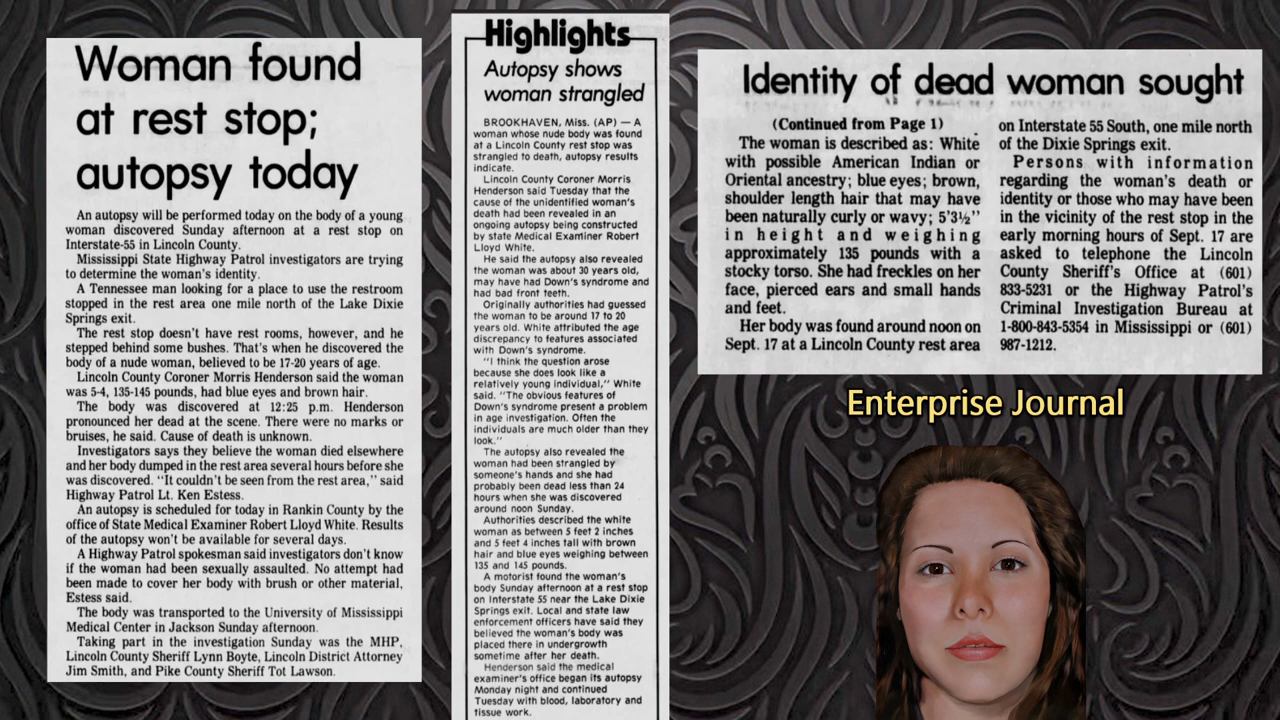 Woman found
at rest stop;
autopsy today
An autopsy will be performed today on the body of a young
woman discovered Sunday afternoon at a rest stop on
Interstate-55 in Lincoln County.
Mississippi State Highway Patrol investigators are trying
to determine the woman's identity.
A Tennessee man looking for a place to use the restroom
stopped in the rest area one mile north of the Lake Dixie
Springs exit.
The rest stop doesn't have rest rooms, however, and he
stepped behind some bushes. That's when he discovered the
body of a nude woman, believed to be 17-20 years of age.
Lincoln County Coroner Morris Henderson said the woman
was 5-4, 135-145 pounds, had blue eyes and brown hair.
The body was discovered at 12:25 p.m. Henderson
pronounced her dead at the scene. There were no marks or
bruises, he said. Cause of death is unknown.
Investigators says they believe the woman died elsewhere
and her body dumped in the rest area several hours before she
was discovered. "It couldn't be seen from the rest area," said
Highway Patrol Lt. Ken Estess.
An autopsy is scheduled for today in Rankin County by the
office of State Medical Examiner Robert Lloyd White. Results
of the autopsy won't be available for several days.
A Highway Patrol spokesman said investigators don't know
if the woman had been sexually assaulted. No attempt had
been made to cover her body with brush or other material,
Estess said.
The body was transported to the University of Mississippi
Medical Center in Jackson Sunday afternoon.
Taking part in the investigation Sunday was the MHP,
Lincoln County Sheriff Lynn Boyte, Lincoln District Attorney
Jim Smith, and Pike County Sheriff Tot Lawson.
Highlights
Autopsy shows
woman strangled
BROOKHAVEN, Miss. (AP) — A
woman whose nude body was found
at a Lincoln County rest stop was
strangled to death, autopsy results
indicate.
Lincoln County Coroner Morris
Henderson said Tuesday that the
cause of the unidentified woman's
death had been revealed in an
ongoing autopsy being constructed
by state Medical Examiner Robert
Lloyd White.
He said the autopsy also revealed
the woman was about 30 years old,
may have had Down's syndrome and
had bad front teeth.
Originally authorities had guessed
the woman to be around 17 to 20
years old. White attributed the age
discrepancy to features associated
with Down's syndrome.
"I think the question arose
because she does look like a
relatively young individual," White
said. "The obvious features of
Down's syndrome present a problem
in age investigation. Often the
individuals are much older than they
look."
The autopsy also revealed the
woman had been strangled by
someone's hands and she had
probably been dead less than 24
hours when she was discovered
around noon Sunday.
Authorities described the white
woman as between 5 feet 2 inches
and 5 feet 4 inches tall with brown
hair and blue eyes weighing between
135 and 145 pounds.
A motorist found the woman's
body Sunday afternoon at a rest stop
on Interstate 55 near the Lake Dixie
Springs exit. Local and state law
enforcement officers have said they
believed the woman's body was
placed there in undergrowth
sometime after her death.
Henderson said the medical
examiner's office began its autopsy
Monday night and continued
Tuesday with blood, laboratory and
tissue work.
Identity of dead woman sought
(Continued from Page 1)
The woman is described as: White
with possible American Indian or
Oriental ancestry; blue eyes; brown,
shoulder length hair that may have
been naturally curly or wavy; 5'3½"
in height and weighing
approximately 135 pounds with a
stocky torso. She had freckles on her
face, pierced ears and small hands
and feet.
Her body was found around noon on
Sept. 17 at a Lincoln County rest area
on Interstate 55 South, one mile north
of the Dixie Springs exit.
Persons with information
regarding the woman's death or
identity or those who may have been
in the vicinity of the rest stop in the
early morning hours of Sept. 17 are
asked to telephone the Lincoln
County Sheriff's Office at (601)
833-5231 or the Highway Patrol's
Criminal Investigation Bureau at
1-800-843-5354 in Mississippi or (601)
987-1212.
Enterprise Journal